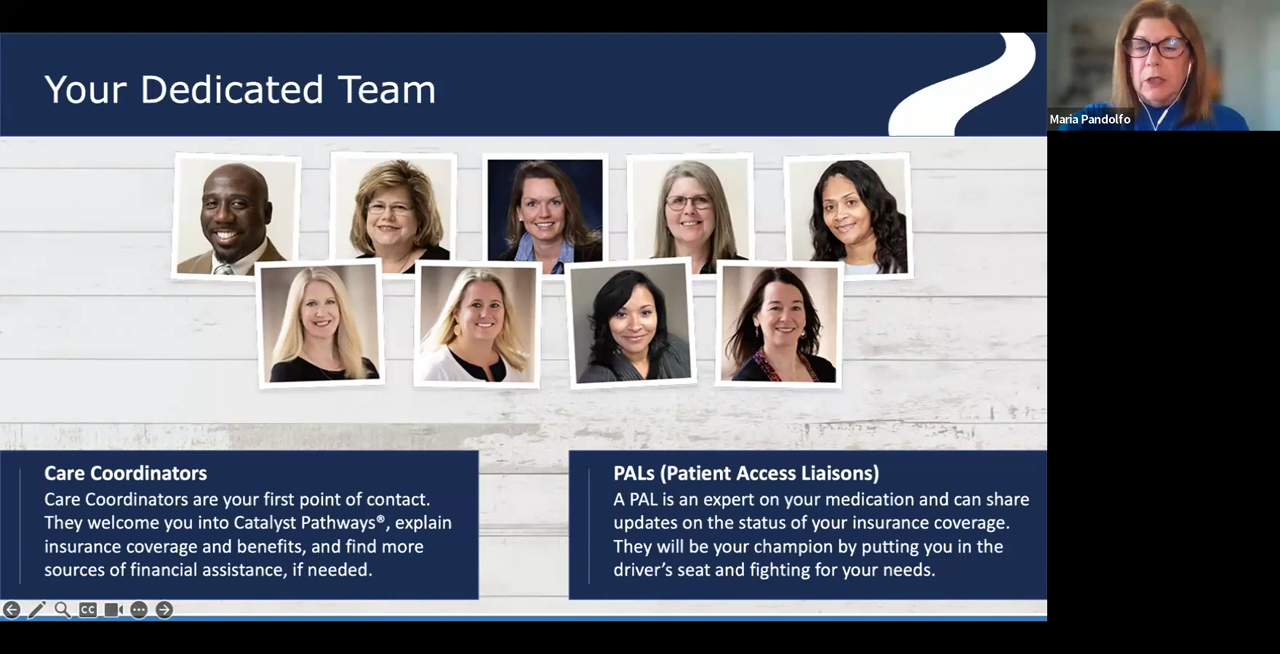 Your Dedicated Team
Maria Pandolfo
Care Coordinators
Care Coordinators are your first point of contact.
They welcome you into Catalyst Pathways®, explain
insurance coverage and benefits, and find more
sources of financial assistance, if needed.
PALs (Patient Access Liaisons)
A PAL is an expert on your medication and can share
updates on the status of your insurance coverage.
They will be your champion by putting you in the
driver's seat and fighting for your needs.
CC